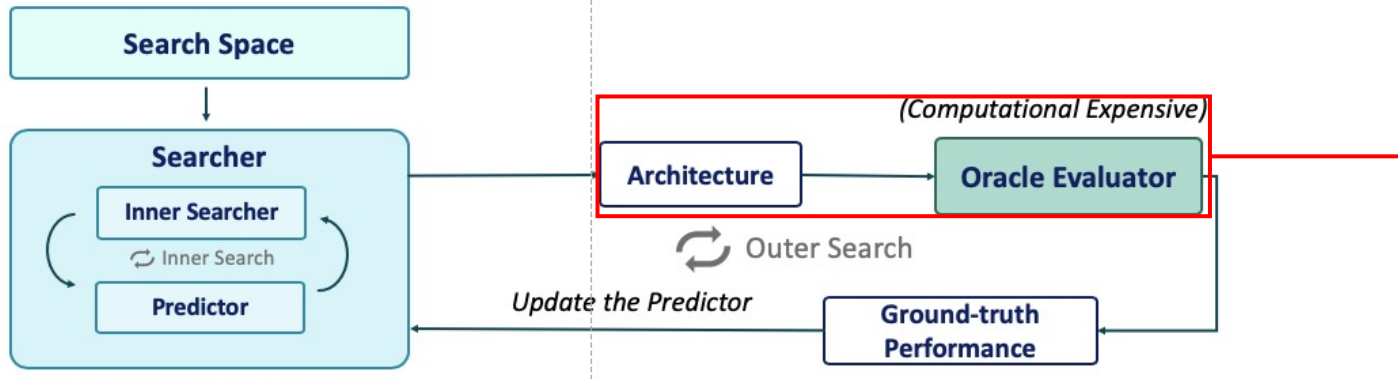 Search Space
Searcher
Inner Searcher
Inner Search
Predictor
(Computational Expensive)
Architecture
Oracle Evaluator
Outer Search
Update the Predictor
Ground-truth
Performance